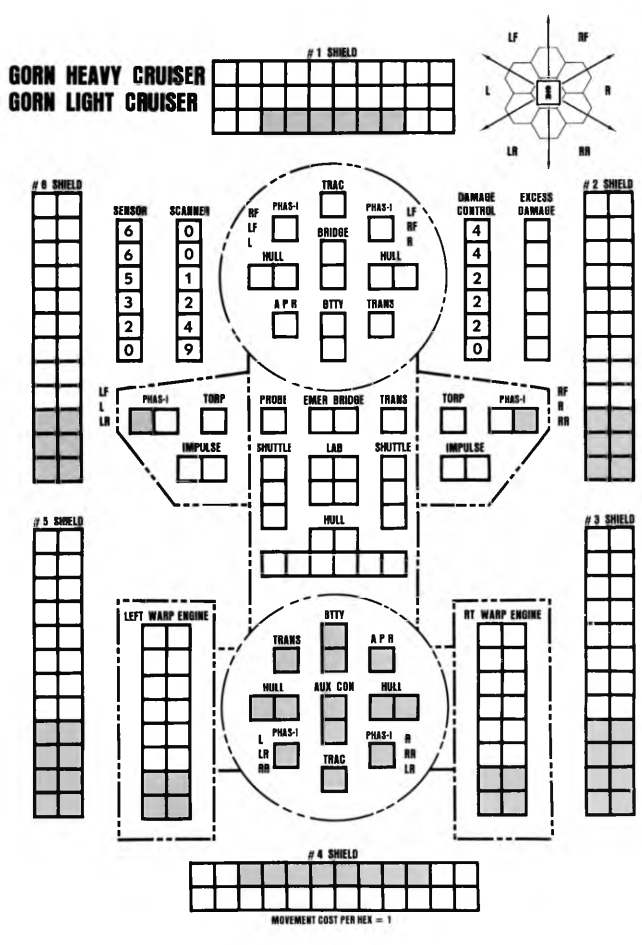 # 1 SHIELD
GORN HEAVY CRUISER
GORN LIGHT CRUISER
LF RF
L R
LR RR
# 6 SHIELD
# 2 SHIELD
SENSOR
6
6
5
3
2
0
SCANNER
0
0
1
2
4
9
TRAC
RF
LF
L
PHAS-I
BRIDGE
PHAS-I
LF
RF
R
HULL
HULL
A P R
BTTY
TRANS
DAMAGE
CONTROL
4
4
2
2
2
0
EXCESS
DAMAGE
LF
L
LR
PHAS-I
TORP
IMPULSE
PROBE
EMER BRIDGE
TRANS
SHUTTLE
LAB
SHUTTLE
HULL
TORP
PHAS-I
IMPULSE
RF
R
RR
# 5 SHIELD
# 3 SHIELD
LEFT WARP ENGINE
BTTY
TRANS
A P R
HULL
AUX CON
HULL
L
LR
RR
PHAS-I
PHAS-I
R
RR
LR
TRAC
RT WARP ENGINE
# 4 SHIELD
MOVEMENT COST PER HEX = 1